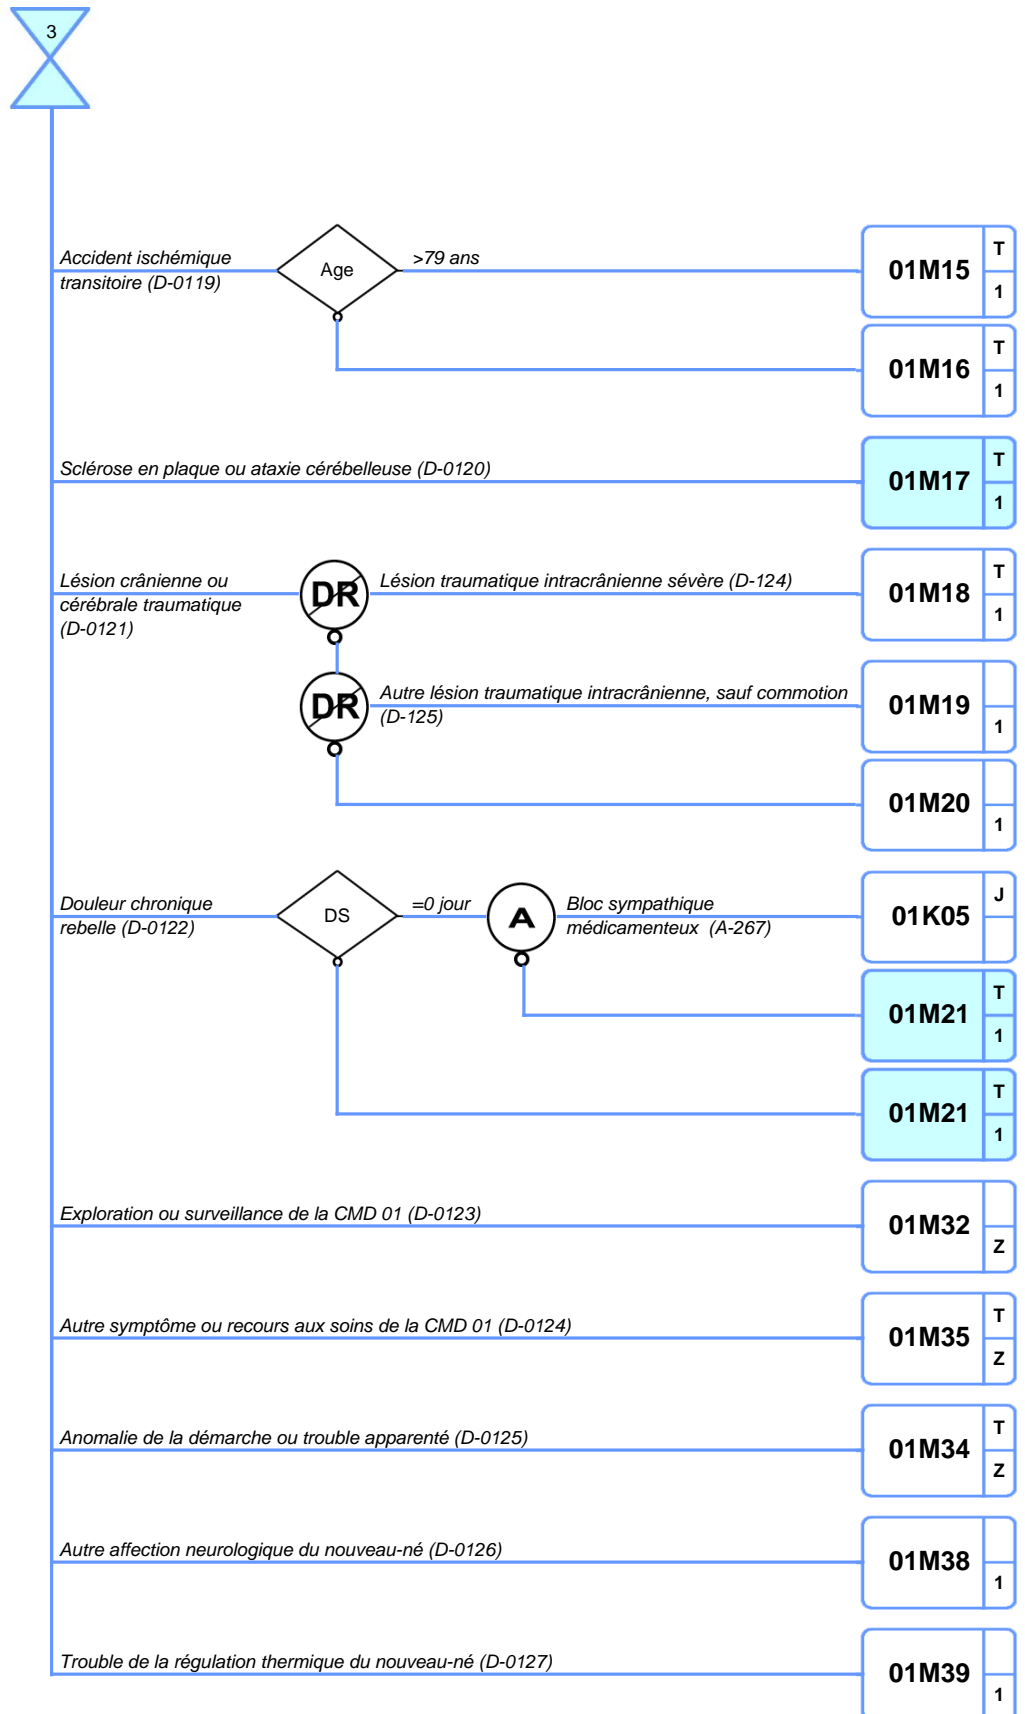 3
Accident ischémique
transitoire (D-0119)
Age
>79 ans
01M15
T
1
01M16
T
1
Sclérose en plaque ou ataxie cérébelleuse (D-0120)
01M17
T
1
Lésion crânienne ou
cérébrale traumatique
(D-0121)
DR
Lésion traumatique intracrânienne sévère (D-124)
01M18
T
1
DR
Autre lésion traumatique intracrânienne, sauf commotion
(D-125)
01M19
1
01M20
1
Douleur chronique
rebelle (D-0122)
DS
=0 jour
A
Bloc sympathique
médicamenteux (A-267)
01K05
J
01M21
T
1
01M21
T
1
Exploration ou surveillance de la CMD 01 (D-0123)
01M32
Z
Autre symptôme ou recours aux soins de la CMD 01 (D-0124)
01M35
T
Z
Anomalie de la démarche ou trouble apparenté (D-0125)
01M34
T
Z
Autre affection neurologique du nouveau-né (D-0126)
01M38
1
Trouble de la régulation thermique du nouveau-né (D-0127)
01M39
1